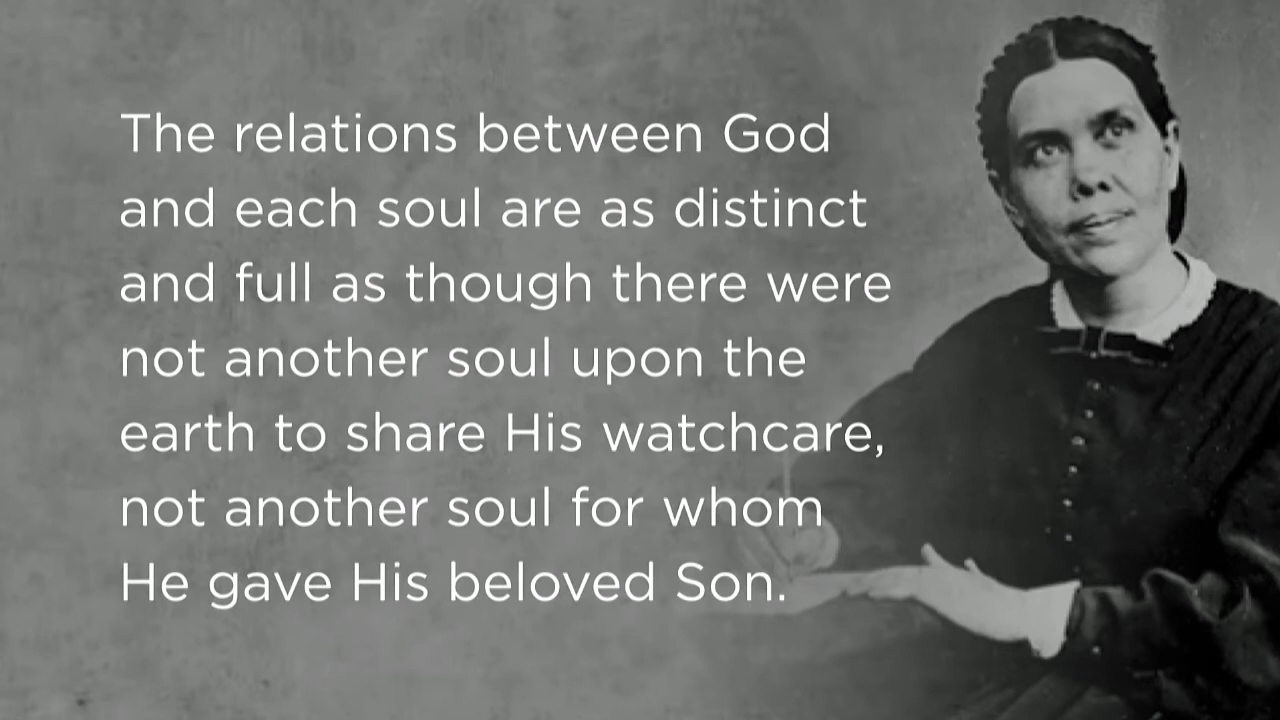 The relations between God
and each soul are as distinct
and full as though there were
not another soul upon the
earth to share His watchcare,
not another soul for whom
He gave His beloved Son.